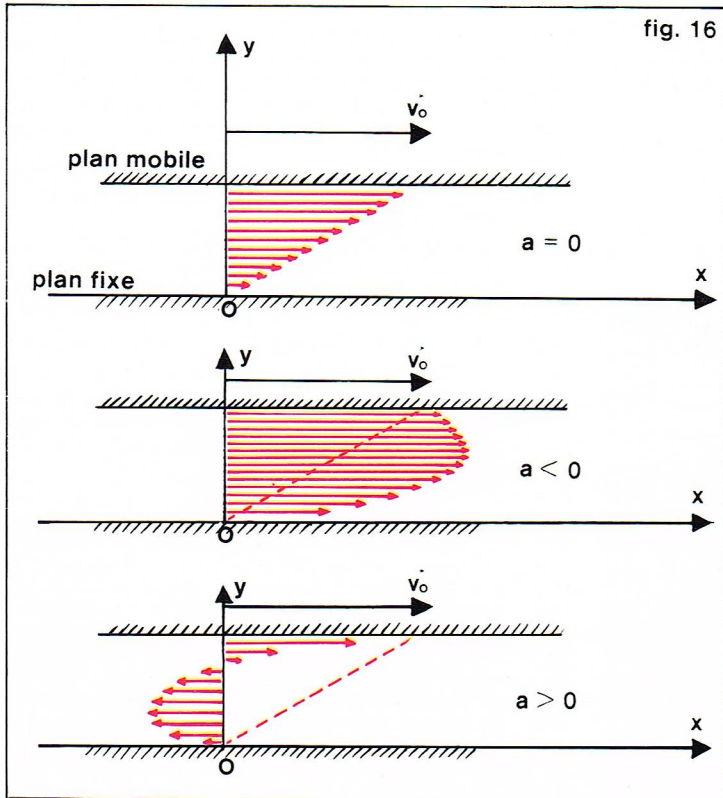 fig. 16
y
v₀
plan mobile
a = 0
plan fixe
x
O
y
v₀
a < 0
x
O
y
v₀
a > 0
x
O